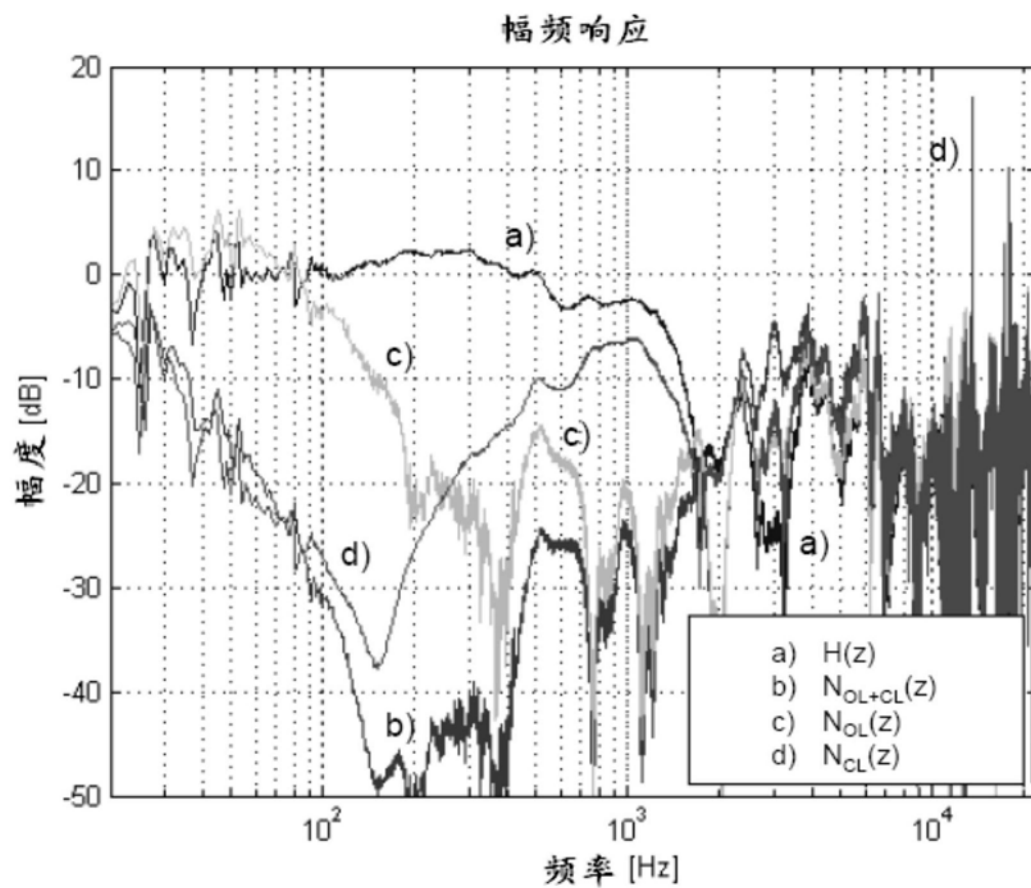 幅频响应
20
10
0
-10
-20
-30
-40
-50
幅度 [dB]
a)
c)
c)
d)
b)
a)
d)
a) H(z)
b) N_OL+CL(z)
c) N_OL(z)
d) N_CL(z)
10² 10³ 10⁴
频率 [Hz]